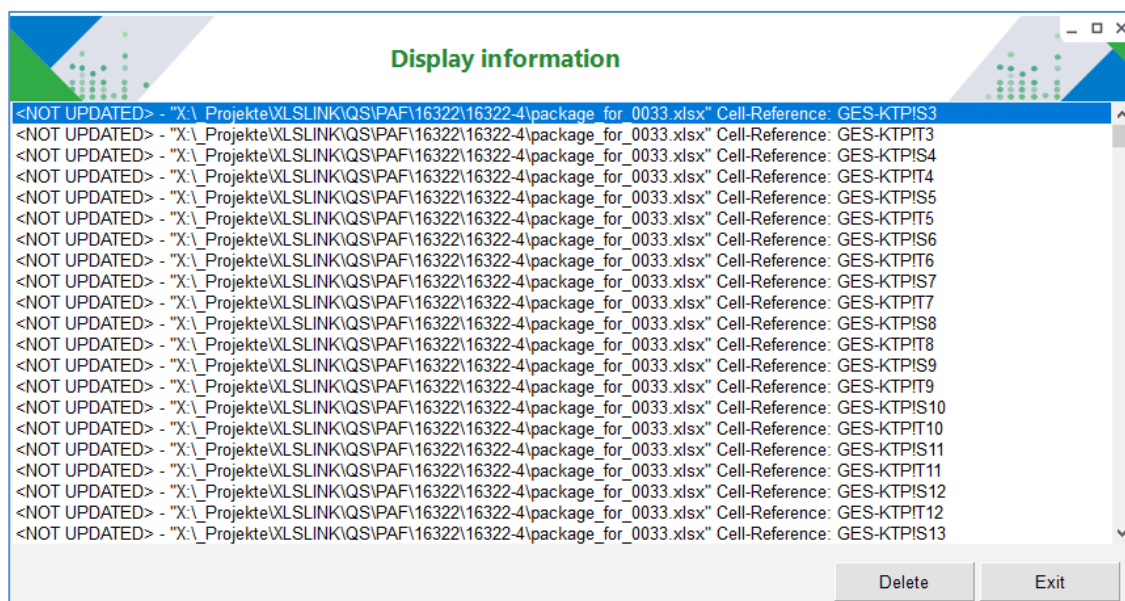 Display information
<NOT UPDATED> - "X:\_Projekte\XLSLINK\QS\PAF\16322\16322-4\package_for_0033.xlsx" Cell-Reference: GES-KTP!S3
<NOT UPDATED> - "X:\_Projekte\XLSLINK\QS\PAF\16322\16322-4\package_for_0033.xlsx" Cell-Reference: GES-KTP!T3
<NOT UPDATED> - "X:\_Projekte\XLSLINK\QS\PAF\16322\16322-4\package_for_0033.xlsx" Cell-Reference: GES-KTP!S4
<NOT UPDATED> - "X:\_Projekte\XLSLINK\QS\PAF\16322\16322-4\package_for_0033.xlsx" Cell-Reference: GES-KTP!T4
<NOT UPDATED> - "X:\_Projekte\XLSLINK\QS\PAF\16322\16322-4\package_for_0033.xlsx" Cell-Reference: GES-KTP!S5
<NOT UPDATED> - "X:\_Projekte\XLSLINK\QS\PAF\16322\16322-4\package_for_0033.xlsx" Cell-Reference: GES-KTP!T5
<NOT UPDATED> - "X:\_Projekte\XLSLINK\QS\PAF\16322\16322-4\package_for_0033.xlsx" Cell-Reference: GES-KTP!S6
<NOT UPDATED> - "X:\_Projekte\XLSLINK\QS\PAF\16322\16322-4\package_for_0033.xlsx" Cell-Reference: GES-KTP!T6
<NOT UPDATED> - "X:\_Projekte\XLSLINK\QS\PAF\16322\16322-4\package_for_0033.xlsx" Cell-Reference: GES-KTP!S7
<NOT UPDATED> - "X:\_Projekte\XLSLINK\QS\PAF\16322\16322-4\package_for_0033.xlsx" Cell-Reference: GES-KTP!T7
<NOT UPDATED> - "X:\_Projekte\XLSLINK\QS\PAF\16322\16322-4\package_for_0033.xlsx" Cell-Reference: GES-KTP!S8
<NOT UPDATED> - "X:\_Projekte\XLSLINK\QS\PAF\16322\16322-4\package_for_0033.xlsx" Cell-Reference: GES-KTP!T8
<NOT UPDATED> - "X:\_Projekte\XLSLINK\QS\PAF\16322\16322-4\package_for_0033.xlsx" Cell-Reference: GES-KTP!S9
<NOT UPDATED> - "X:\_Projekte\XLSLINK\QS\PAF\16322\16322-4\package_for_0033.xlsx" Cell-Reference: GES-KTP!T9
<NOT UPDATED> - "X:\_Projekte\XLSLINK\QS\PAF\16322\16322-4\package_for_0033.xlsx" Cell-Reference: GES-KTP!S10
<NOT UPDATED> - "X:\_Projekte\XLSLINK\QS\PAF\16322\16322-4\package_for_0033.xlsx" Cell-Reference: GES-KTP!T10
<NOT UPDATED> - "X:\_Projekte\XLSLINK\QS\PAF\16322\16322-4\package_for_0033.xlsx" Cell-Reference: GES-KTP!S11
<NOT UPDATED> - "X:\_Projekte\XLSLINK\QS\PAF\16322\16322-4\package_for_0033.xlsx" Cell-Reference: GES-KTP!T11
<NOT UPDATED> - "X:\_Projekte\XLSLINK\QS\PAF\16322\16322-4\package_for_0033.xlsx" Cell-Reference: GES-KTP!S12
<NOT UPDATED> - "X:\_Projekte\XLSLINK\QS\PAF\16322\16322-4\package_for_0033.xlsx" Cell-Reference: GES-KTP!T12
<NOT UPDATED> - "X:\_Projekte\XLSLINK\QS\PAF\16322\16322-4\package_for_0033.xlsx" Cell-Reference: GES-KTP!S13
Delete Exit